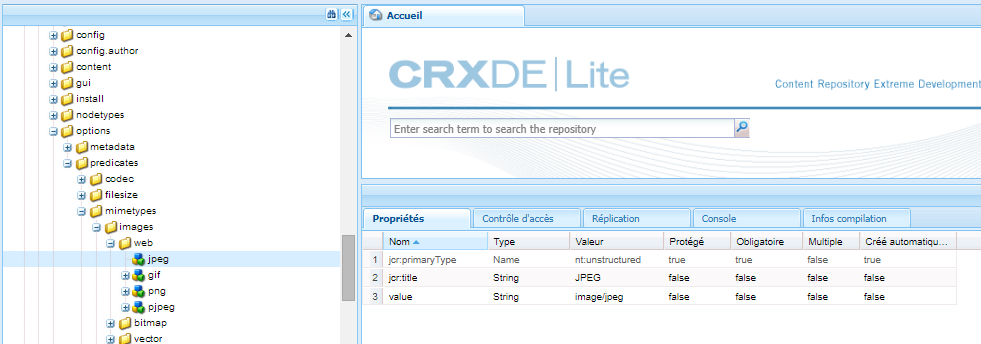 config
config.author
content
gui
install
nodetypes
options
metadata
predicates
codec
filesize
mimetypes
images
web
jpeg
gif
png
pjpeg
bitmap
vector
Accueil
CRXDE | Lite
Content Repository Extreme Development
Enter search term to search the repository
Propriétés Contrôle d'accès Réplication Console Infos compilation
Nom Type Valeur Protégé Obligatoire Multiple Créé automatiqu...
1 jcr:primaryType Name nt:unstructured true true false true
2 jcr:title String JPEG false false false false
3 value String image/jpeg false false false false